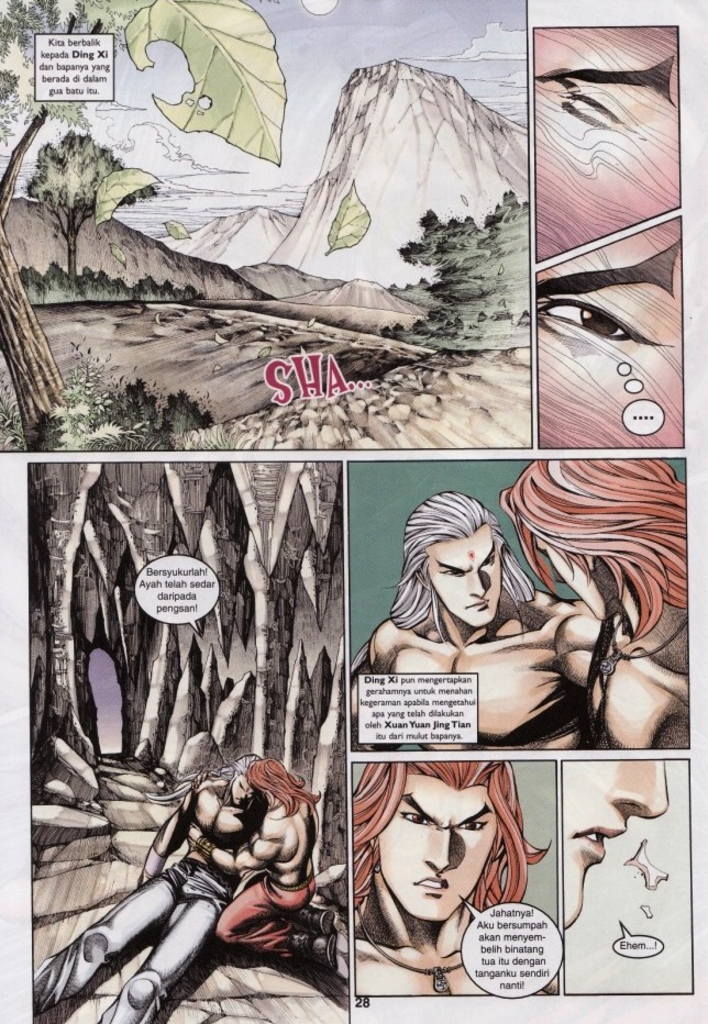 Kita berbalik
kepada Ding Xi
dan bapanya yang
berada di dalam
gua batu itu.
SHA...
....
Bersyukurlah!
Ayah telah sedar
daripada
pengsan!
Ding Xi pun mengertapkan
gerahamnya untuk menahan
kegeraman apabila mengetahui
apa yang telah dilakukan
oleh Xuan Yuan Jing Tian
itu dari mulut bapanya.
Jahatnya!
Aku bersumpah
akan menyem-
belih binatang
tua itu dengan
tanganku sendiri
nanti!
Ehem...!
28